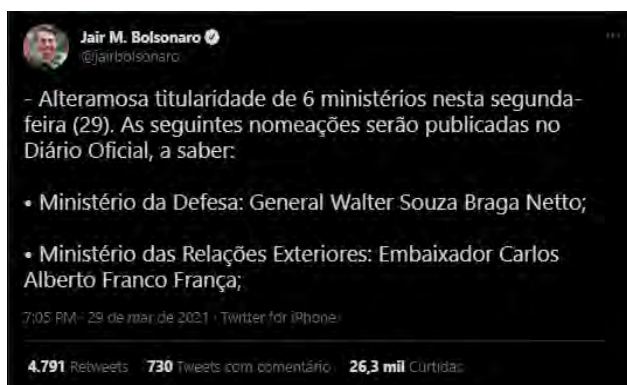 Jair M. Bolsonaro
@jairbolsonaro
- Alteramosa titularidade de 6 ministérios nesta segunda-
feira (29). As seguintes nomeações serão publicadas no
Diário Oficial, a saber:
• Ministério da Defesa: General Walter Souza Braga Netto;
• Ministério das Relações Exteriores: Embaixador Carlos
Alberto Franco França;
7:05 PM · 29 de mar de 2021 · Twitter for iPhone
4.791 Retweets 730 Tweets com comentário 26,3 mil Curtidas